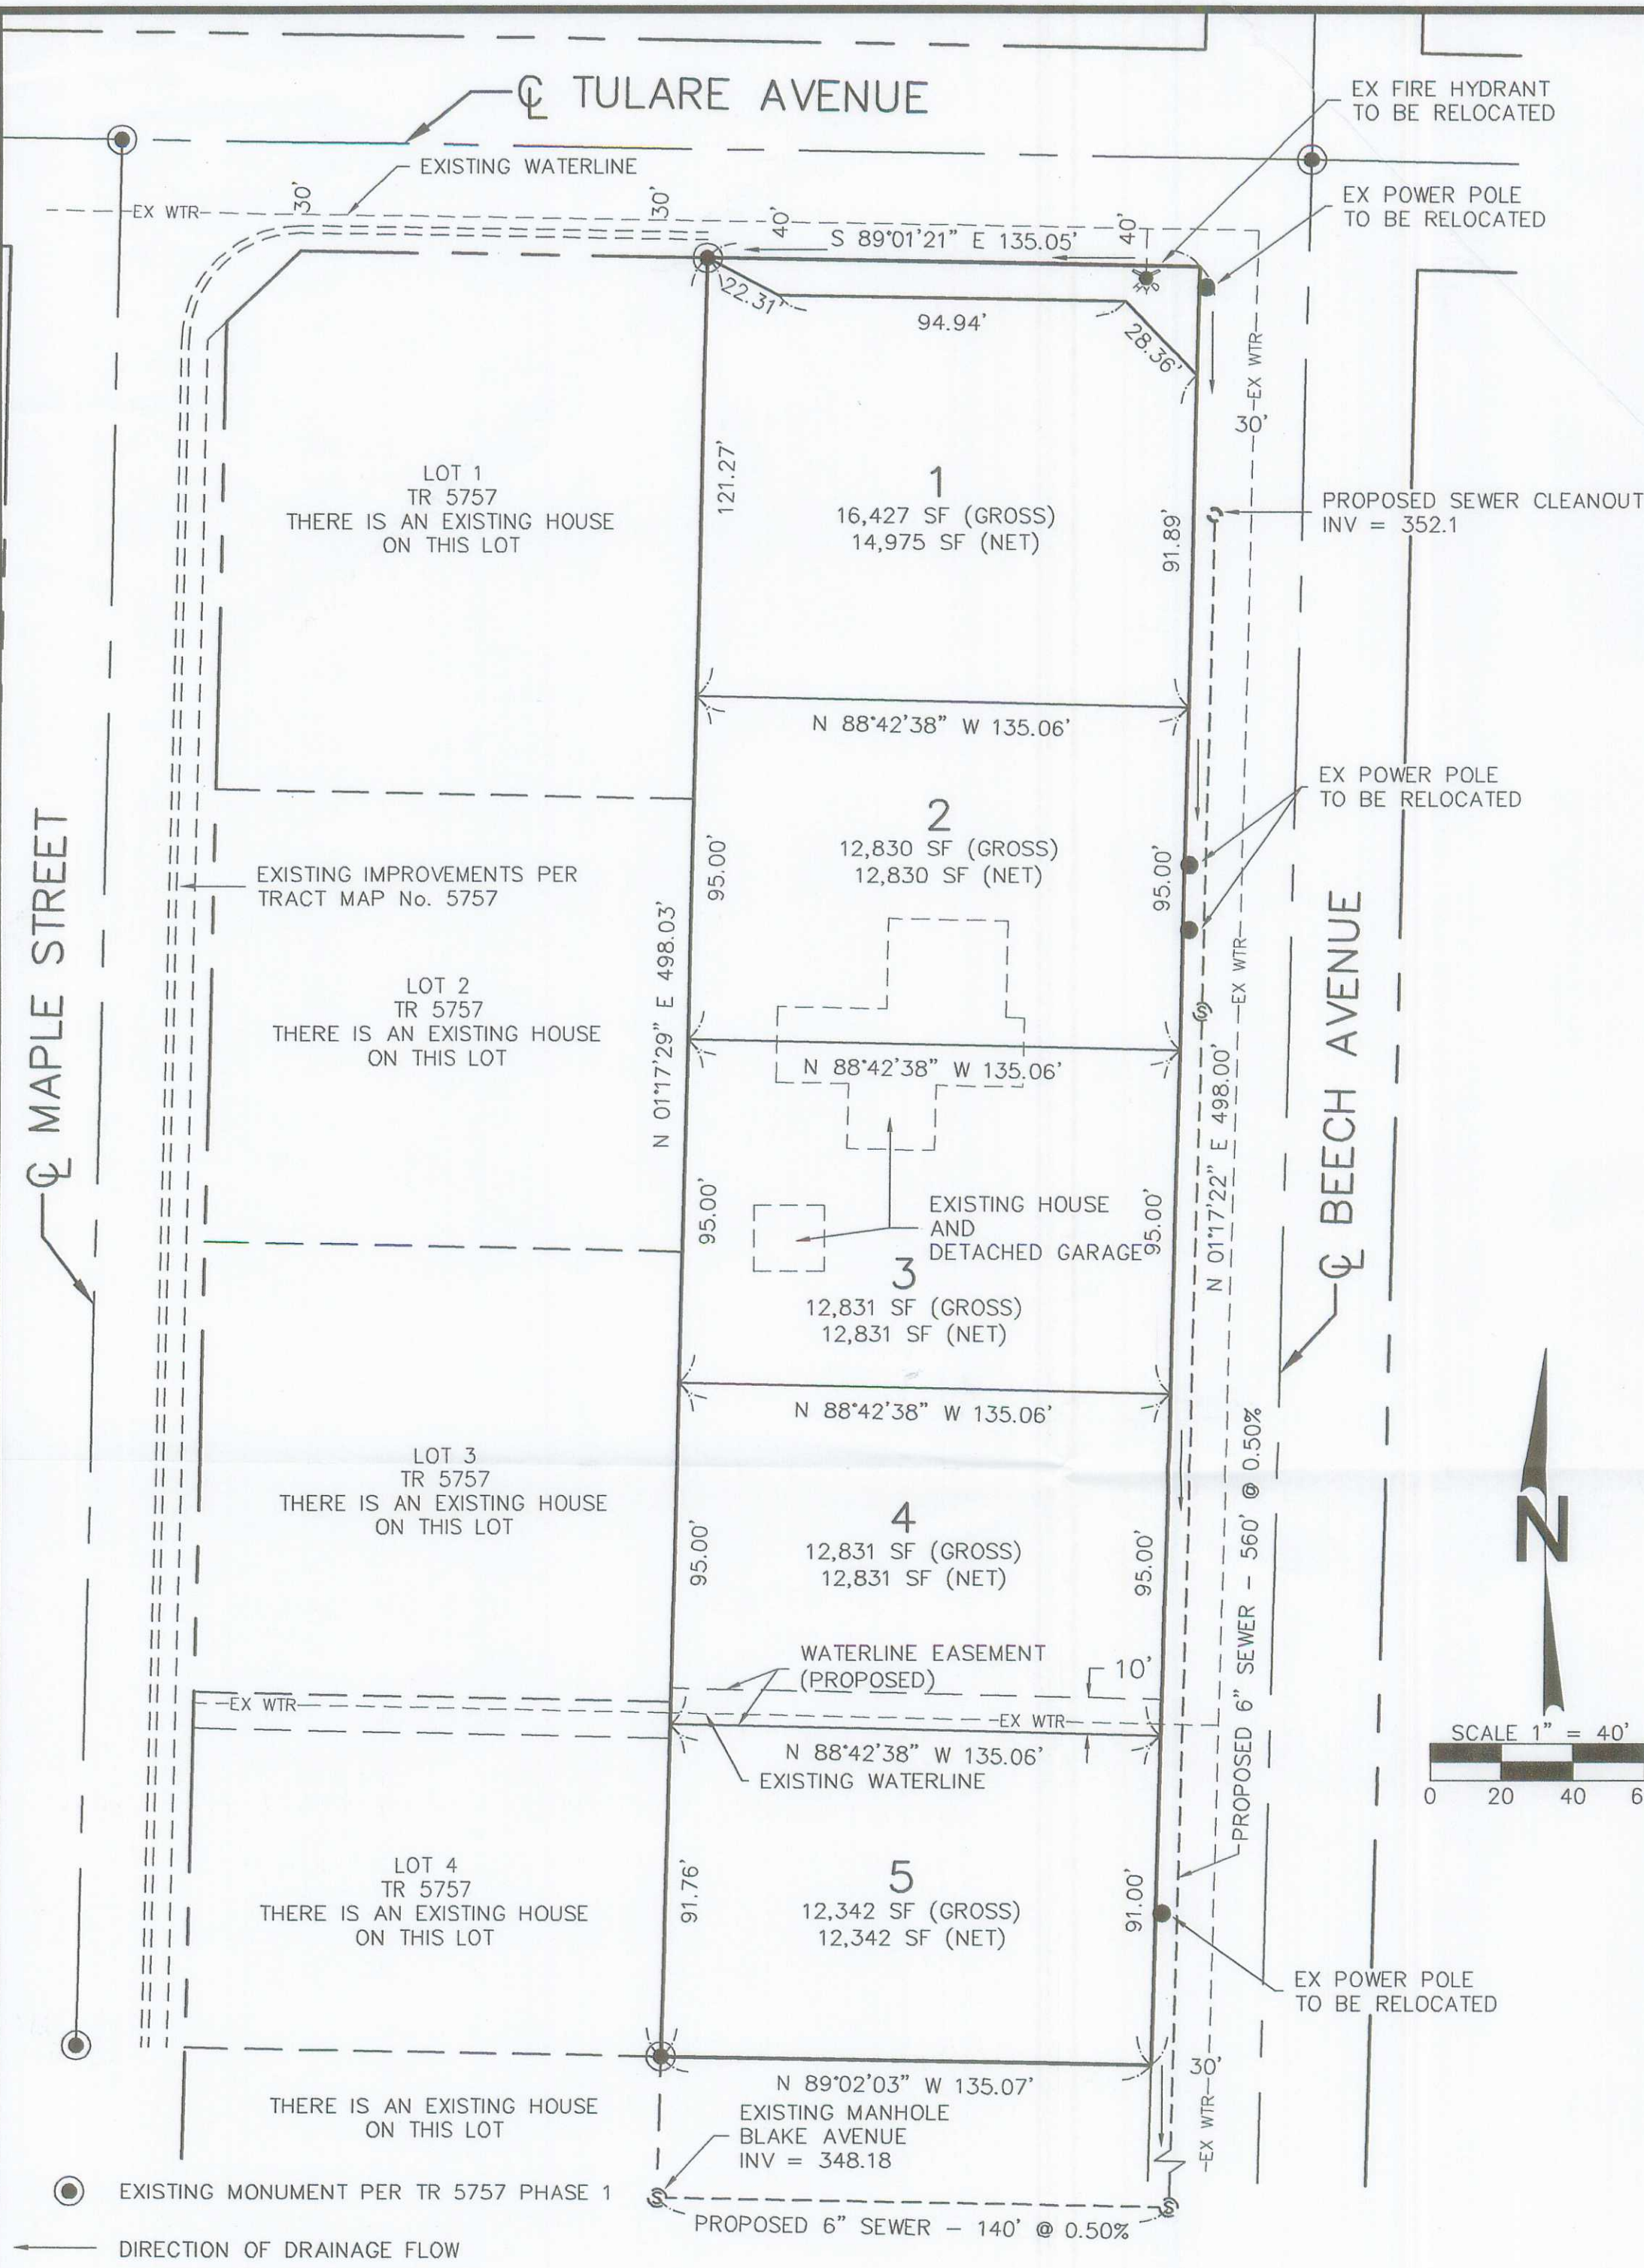 ℄ TULARE AVENUE
EX FIRE HYDRANT
TO BE RELOCATED
EXISTING WATERLINE
EX POWER POLE
TO BE RELOCATED
EX WTR
30'
30'
40'
40'
S 89°01'21" E 135.05'
HYD
22.31'
94.94'
28.36'
EX WTR
30'
LOT 1
TR 5757
THERE IS AN EXISTING HOUSE
ON THIS LOT
121.27'
1
16,427 SF (GROSS)
14,975 SF (NET)
91.89'
PROPOSED SEWER CLEANOUT
INV = 352.1
N 88°42'38" W 135.06'
EX POWER POLE
TO BE RELOCATED
2
12,830 SF (GROSS)
12,830 SF (NET)
95.00'
95.00'
EXISTING IMPROVEMENTS PER
TRACT MAP No. 5757
℄ MAPLE STREET
N 01°17'29" E 498.03'
EX WTR
LOT 2
TR 5757
THERE IS AN EXISTING HOUSE
ON THIS LOT
S
N 88°42'38" W 135.06'
N 01°17'22" E 498.00'
℄ BEECH AVENUE
95.00'
95.00'
EXISTING HOUSE
AND
DETACHED GARAGE
3
12,831 SF (GROSS)
12,831 SF (NET)
N 88°42'38" W 135.06'
LOT 3
TR 5757
THERE IS AN EXISTING HOUSE
ON THIS LOT
4
12,831 SF (GROSS)
12,831 SF (NET)
95.00'
95.00'
PROPOSED 6" SEWER - 560' @ 0.50%
N
WATERLINE EASEMENT
(PROPOSED)
10'
EX WTR
EX WTR
N 88°42'38" W 135.06'
EXISTING WATERLINE
SCALE 1" = 40'
0 20 40 6
LOT 4
TR 5757
THERE IS AN EXISTING HOUSE
ON THIS LOT
91.76'
5
12,342 SF (GROSS)
12,342 SF (NET)
91.00'
EX POWER POLE
TO BE RELOCATED
N 89°02'03" W 135.07'
30'
EX WTR
THERE IS AN EXISTING HOUSE
ON THIS LOT
EXISTING MANHOLE
BLAKE AVENUE
INV = 348.18
EXISTING MONUMENT PER TR 5757 PHASE 1
S
S
PROPOSED 6" SEWER - 140' @ 0.50%
DIRECTION OF DRAINAGE FLOW